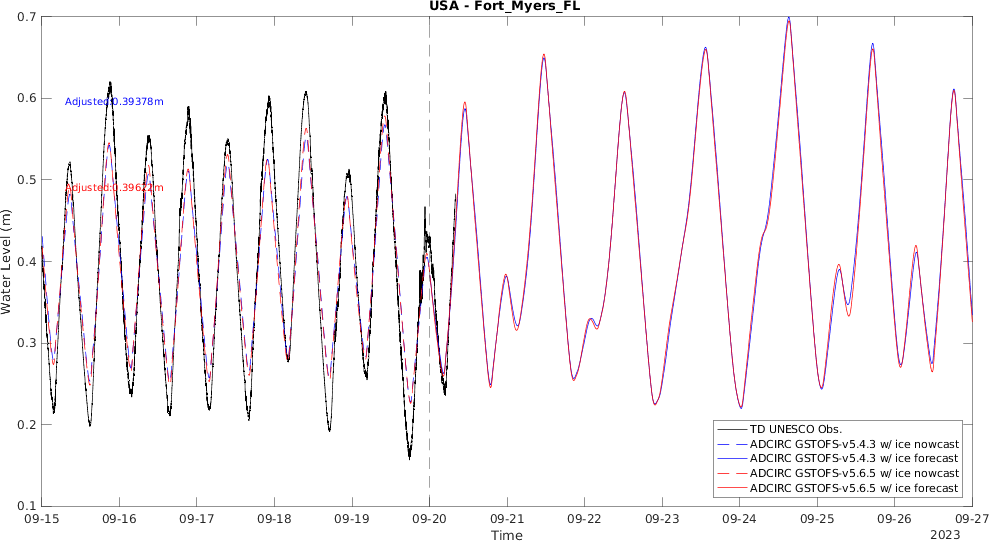 USA - Fort_Myers_FL
0.7
0.6
0.5
0.4
0.3
0.2
0.1
Water Level (m)
Adjusted:0.39378m
Adjusted:0.39622m
TD UNESCO Obs.
ADCIRC GSTOFS-v5.4.3 w/ ice nowcast
ADCIRC GSTOFS-v5.4.3 w/ ice forecast
ADCIRC GSTOFS-v5.6.5 w/ ice nowcast
ADCIRC GSTOFS-v5.6.5 w/ ice forecast
09-15 09-16 09-17 09-18 09-19 09-20 09-21 09-22 09-23 09-24 09-25 09-26 09-27
Time
2023